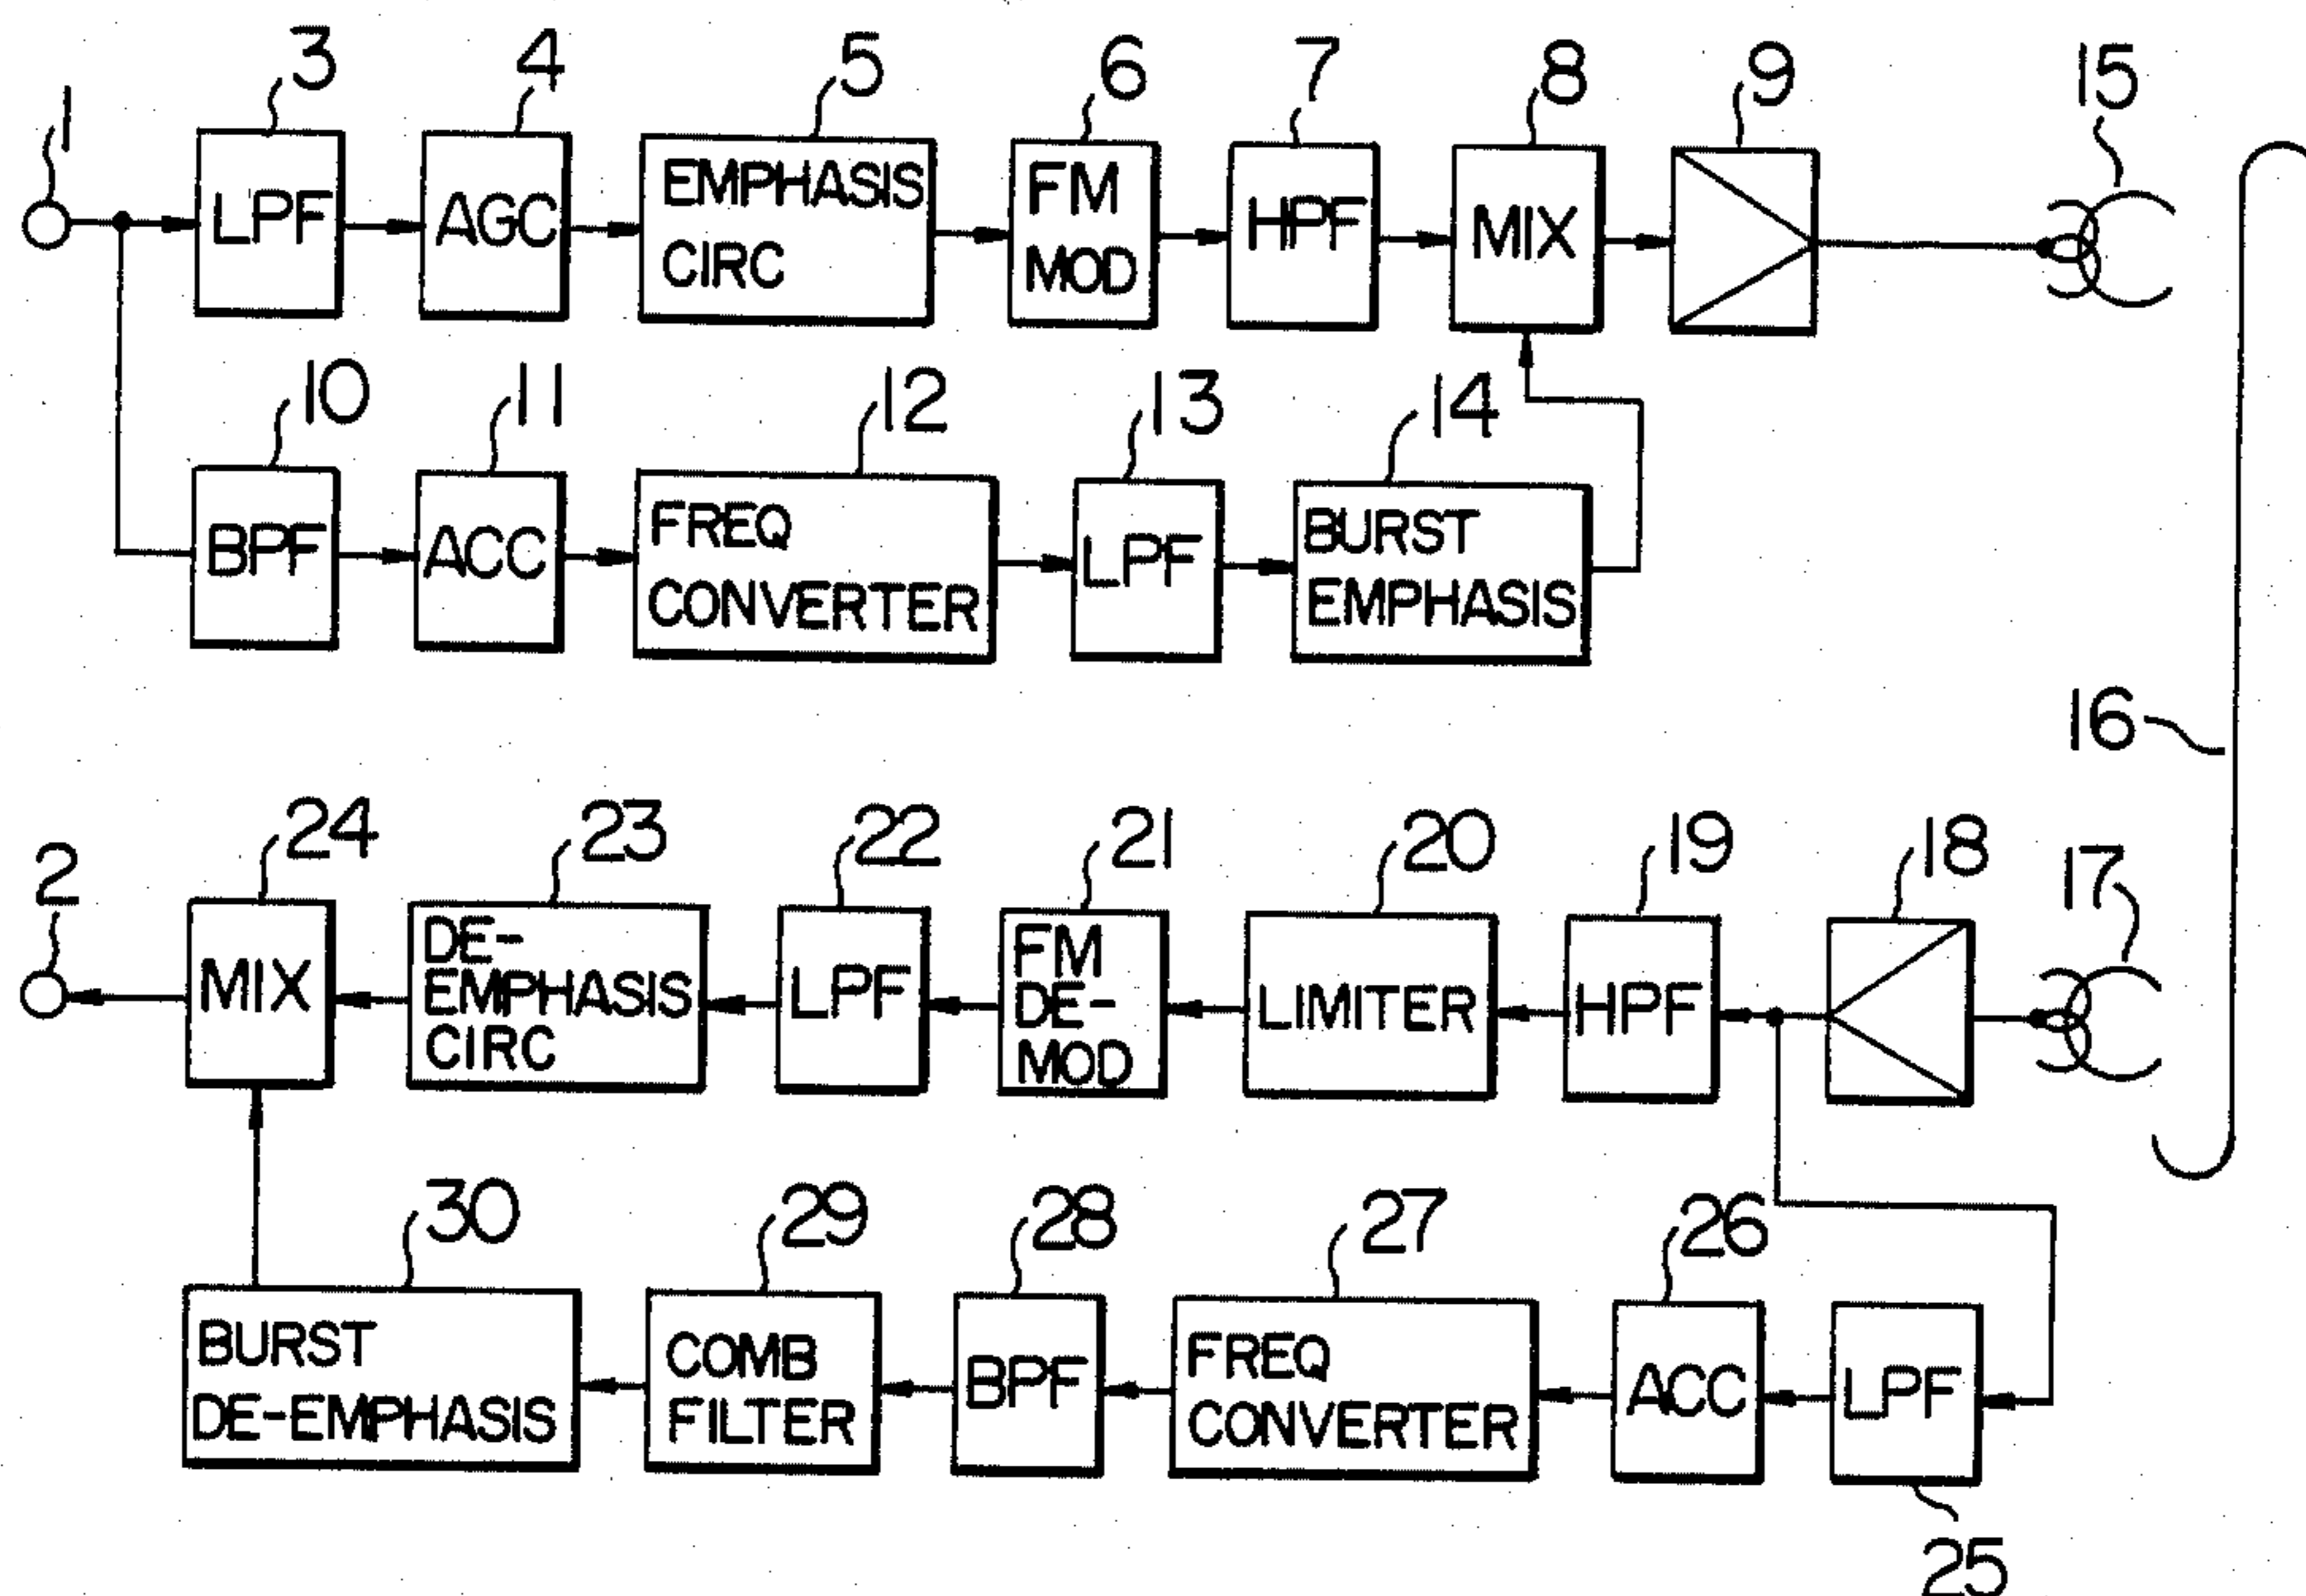 1
3
4
5
6
7
8
9
15
LPF
AGC
EMPHASIS
CIRC
FM
MOD
HPF
MIX
10
11
12
13
14
BPF
ACC
FREQ
CONVERTER
LPF
BURST
EMPHASIS
16
2
24
23
22
21
20
19
18
17
MIX
DE-
EMPHASIS
CIRC
LPF
FM
DE-
MOD
LIMITER
HPF
30
29
28
27
26
BURST
DE-EMPHASIS
COMB
FILTER
BPF
FREQ
CONVERTER
ACC
LPF
25